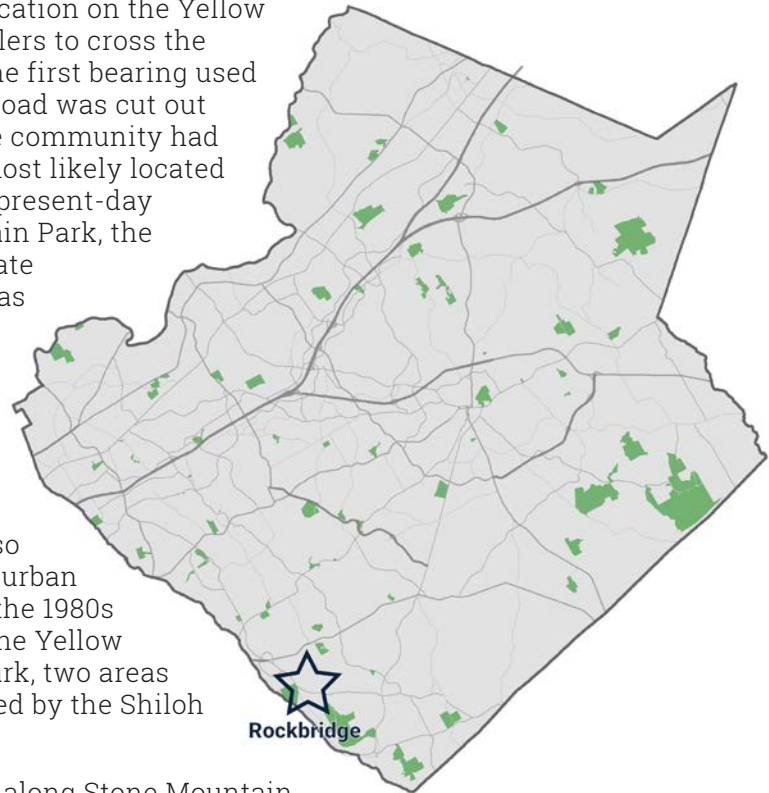 cation on the Yellow
lers to cross the
e first bearing used
oad was cut out
e community had
ost likely located
present-day
in Park, the
ate
as
so
urban
the 1980s
he Yellow
rk, two areas
ed by the Shiloh
Rockbridge
along Stone Mountain